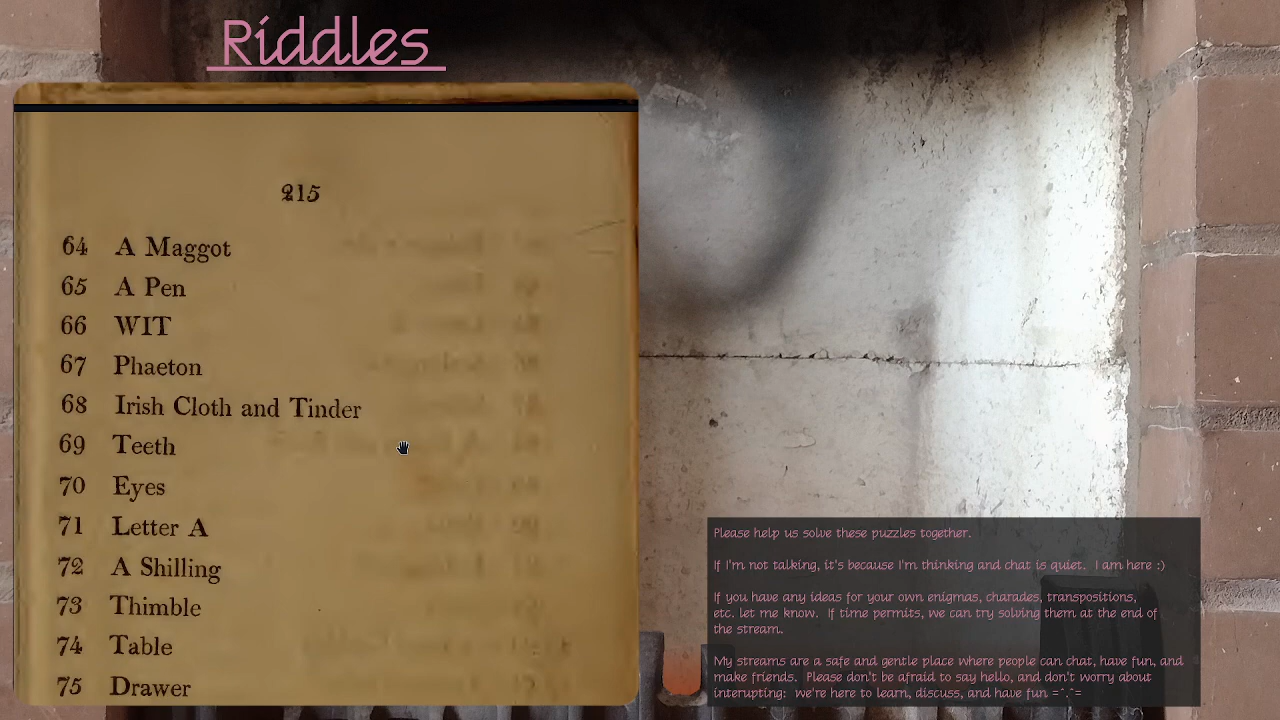 Riddles
215
64 A Maggot
65 A Pen
66 WIT
67 Phaeton
68 Irish Cloth and Tinder
69 Teeth
70 Eyes
71 Letter A
72 A Shilling
73 Thimble
74 Table
75 Drawer
Please help us solve these puzzles together.
If I'm not talking, it's because I'm thinking and chat is quiet. I am here :)
If you have any ideas for your own enigmas, charades, transpositions,
etc. let me know. If time permits, we can try solving them at the end of
the stream.
My streams are a safe and gentle place where people can chat, have fun, and
make friends. Please don't be afraid to say hello, and don't worry about
interupting: we're here to learn, discuss, and have fun =^.^=